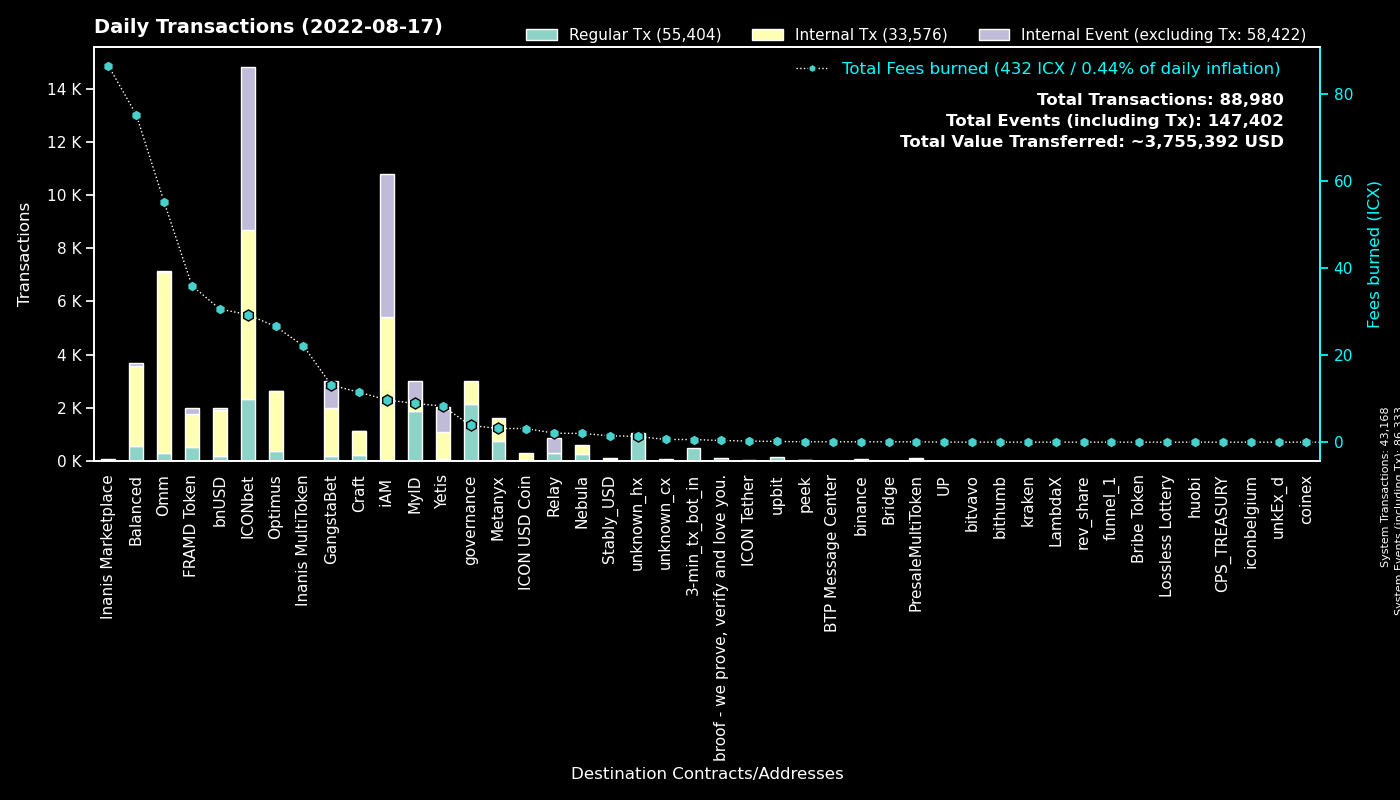 Daily Transactions (2022-08-17)
Regular Tx (55,404)
Internal Tx (33,576)
Internal Event (excluding Tx: 58,422)
Total Fees burned (432 ICX / 0.44% of daily inflation)
Total Transactions: 88,980
Total Events (including Tx): 147,402
Total Value Transferred: ~3,755,392 USD
Transactions
14 K
12 K
10 K
8 K
6 K
4 K
2 K
0 K
80
60
40
20
0
Fees burned (ICX)
Inanis Marketplace
Balanced
Omm
FRAMD Token
bnUSD
ICONbet
Optimus
Inanis MultiToken
GangstaBet
Craft
iAM
MyID
Yetis
governance
Metanyx
ICON USD Coin
Relay
Nebula
Stably_USD
unknown_hx
unknown_cx
3-min_tx_bot_in
broof - we prove, verify and love you.
ICON Tether
upbit
peek
BTP Message Center
binance
Bridge
PresaleMultiToken
UP
bitvavo
bithumb
kraken
LambdaX
rev_share
funnel_1
Bribe Token
Lossless Lottery
huobi
CPS_TREASURY
iconbelgium
unkEx_d
coinex
Destination Contracts/Addresses
System Transactions: 43,168
System Events (including Tx): 86,333